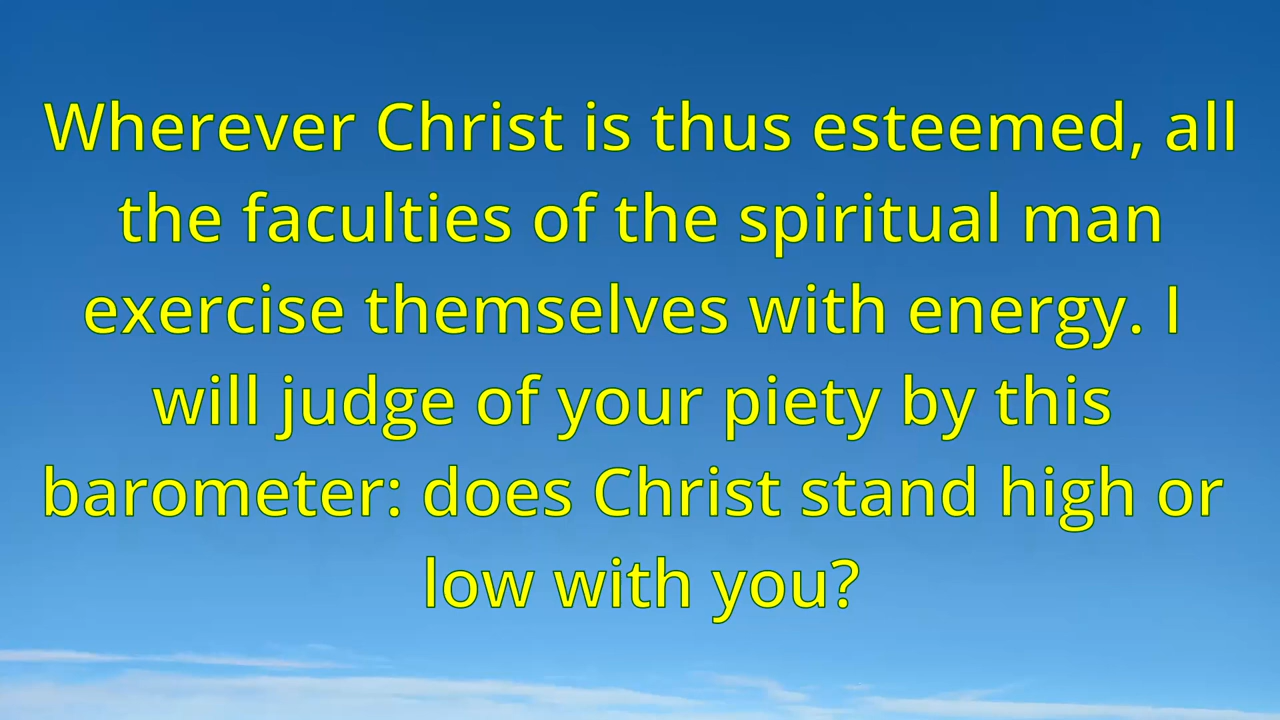 Wherever Christ is thus esteemed, all
the faculties of the spiritual man
exercise themselves with energy. I
will judge of your piety by this
barometer: does Christ stand high or
low with you?